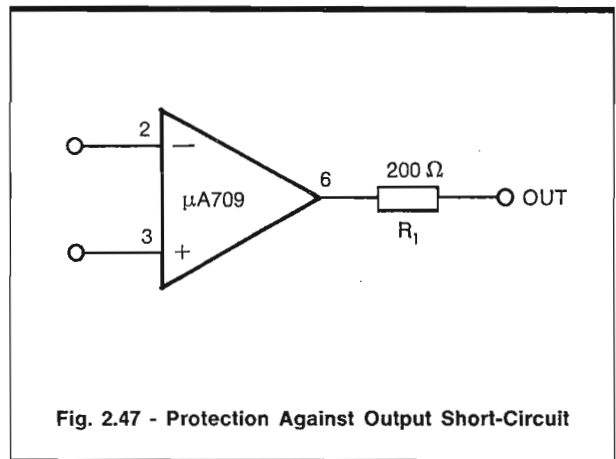 2
−
μA709
3
+
6
200 Ω
R1
OUT
Fig. 2.47 - Protection Against Output Short-Circuit